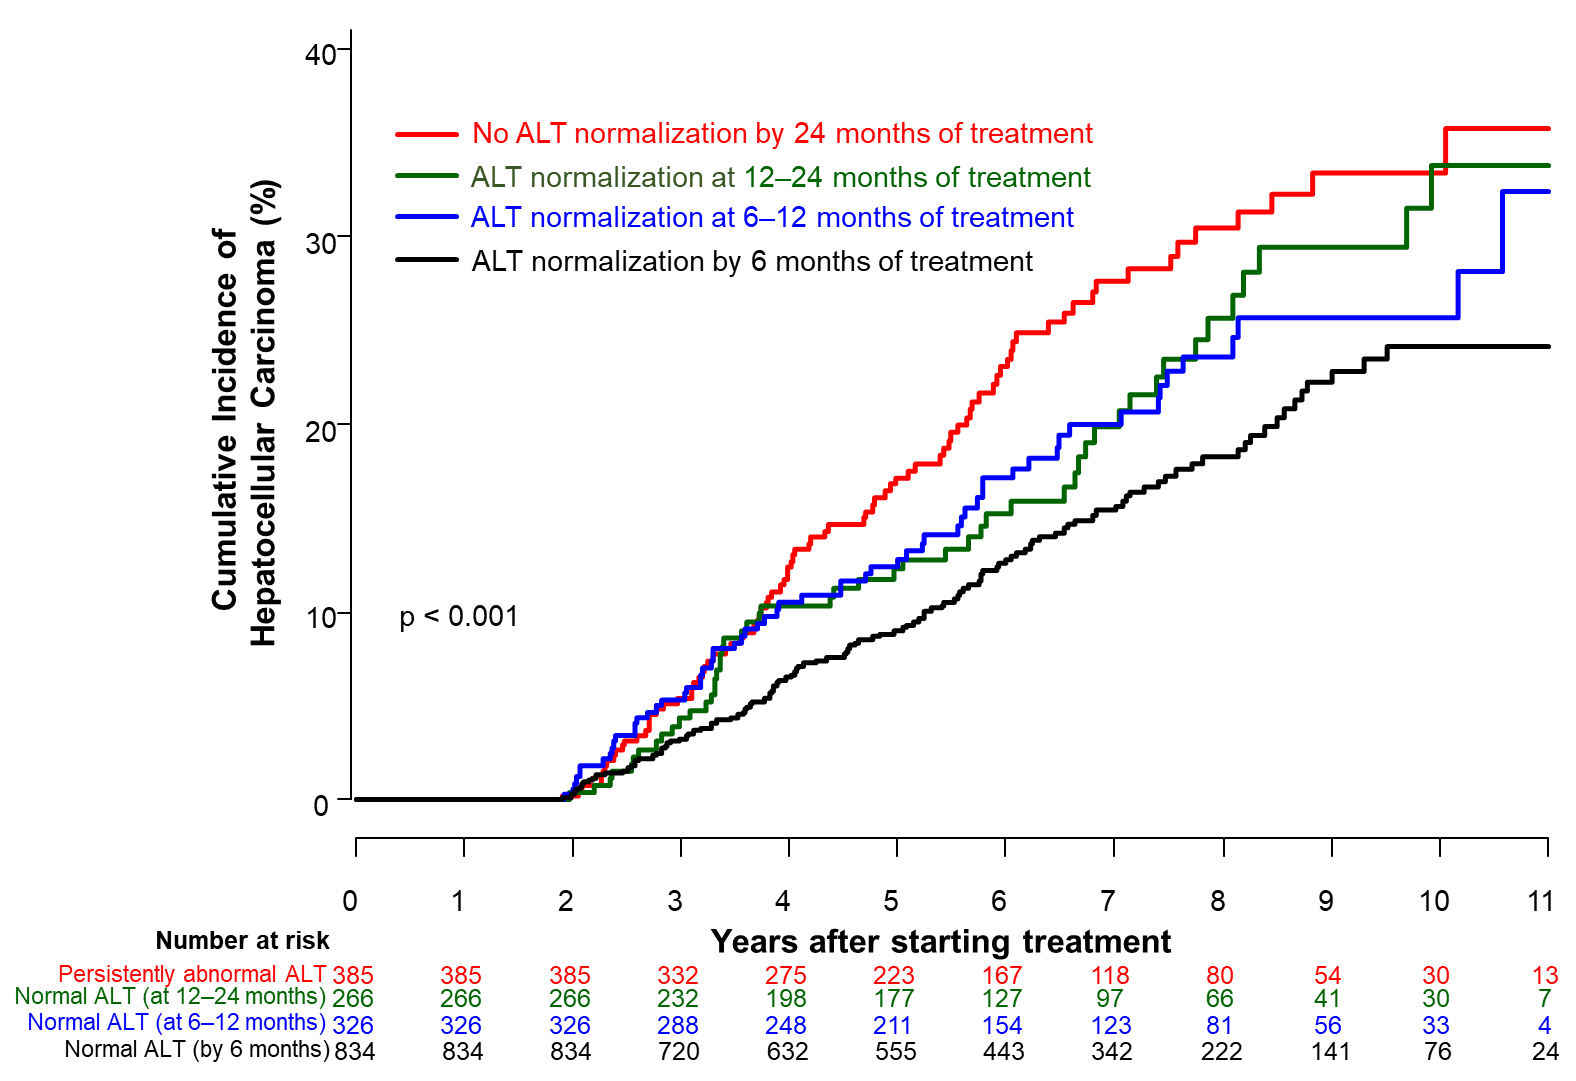 40
30
20
10
0
Cumulative Incidence of
Hepatocellular Carcinoma (%)
No ALT normalization by 24 months of treatment
ALT normalization at 12–24 months of treatment
ALT normalization at 6–12 months of treatment
ALT normalization by 6 months of treatment
p < 0.001
0 1 2 3 4 5 6 7 8 9 10 11
Years after starting treatment
Number at risk
Persistently abnormal ALT 385 385 385 332 275 223 167 118 80 54 30 13
Normal ALT (at 12–24 months) 266 266 266 232 198 177 127 97 66 41 30 7
Normal ALT (at 6–12 months) 326 326 326 288 248 211 154 123 81 56 33 4
Normal ALT (by 6 months) 834 834 834 720 632 555 443 342 222 141 76 24